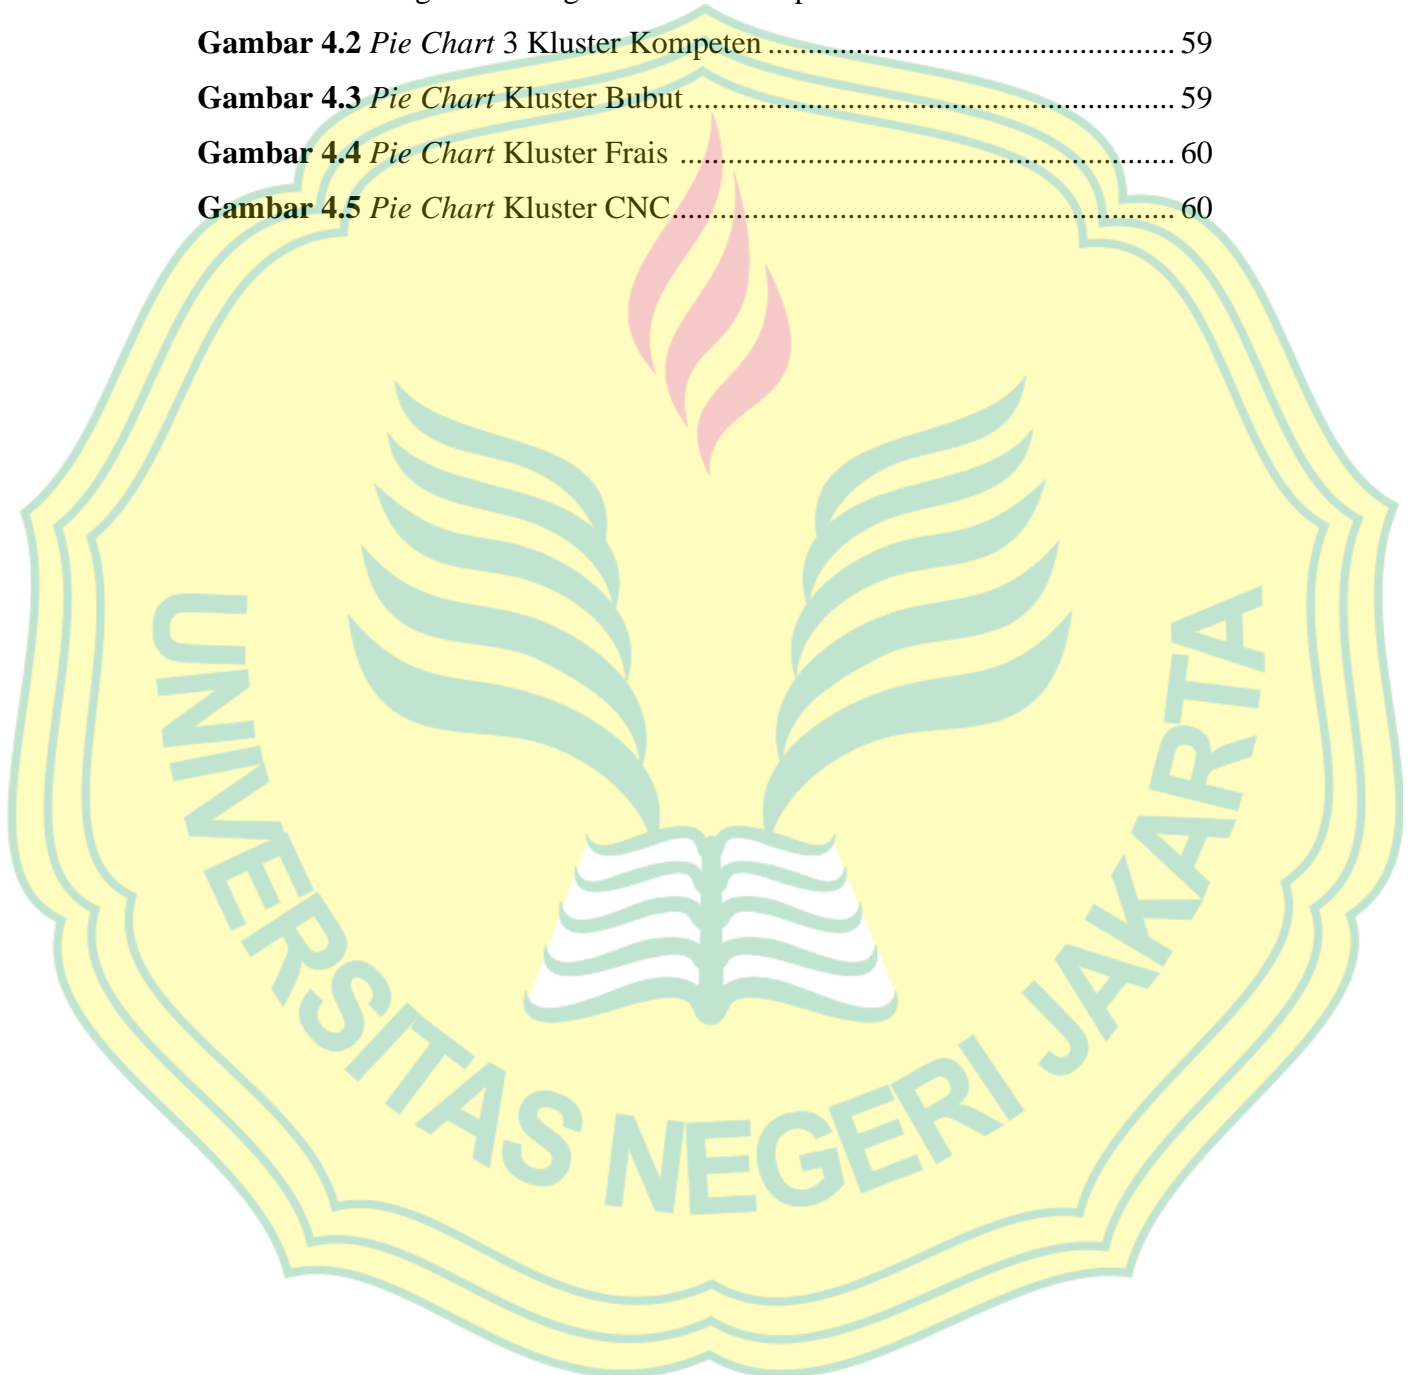 Gambar 4.2 Pie Chart 3 Kluster Kompeten ................................................... 59
Gambar 4.3 Pie Chart Kluster Bubut ............................................................. 59
Gambar 4.4 Pie Chart Kluster Frais .............................................................. 60
Gambar 4.5 Pie Chart Kluster CNC............................................................... 60
UNIVERSITAS NEGERI JAKARTA